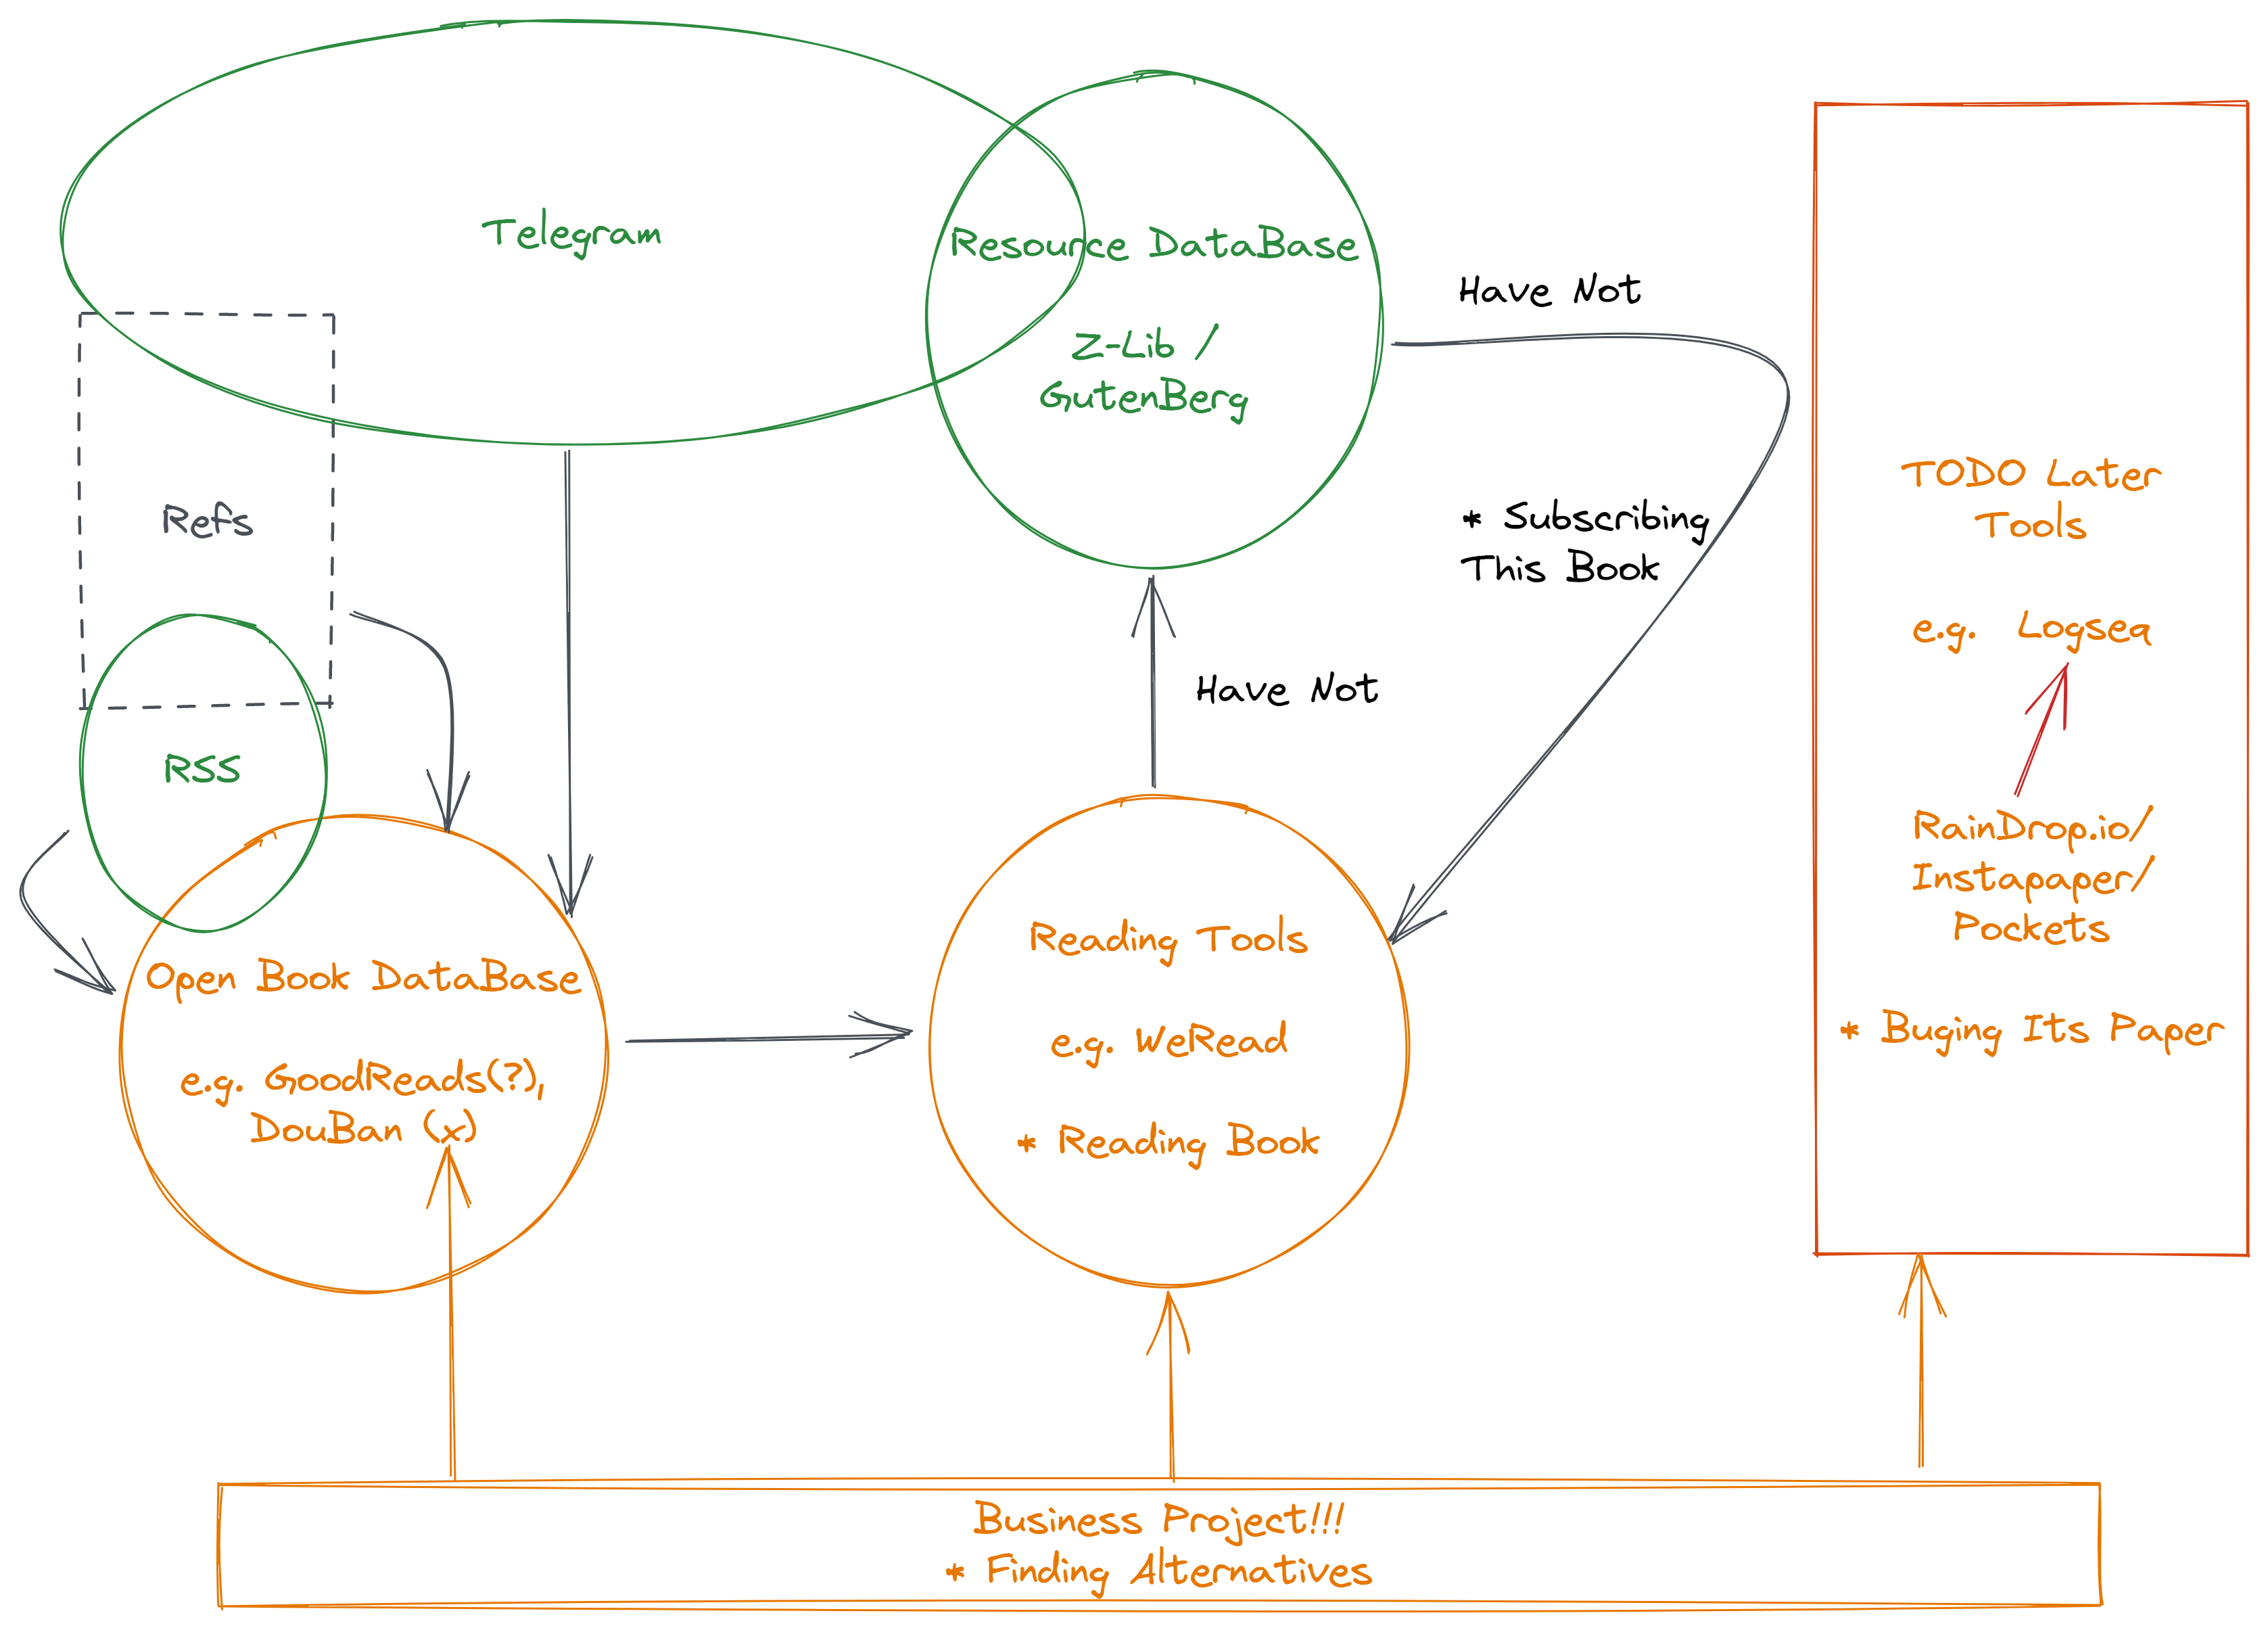 Telegram
Resource DataBase
Z-Lib /
GutenBerg
Have Not
Refs
* Subscribing
This Book
Have Not
RSS
Open Book DataBase
e.g. GoodReads(?),
DouBan (x)
Reading Tools
e.g. WeRead
* Reading Book
TODO Later
Tools
e.g. Logseq
RainDrop.io/
Instapaper/
Pockets
* Buging Its Paper
Business Project!!!
* Finding Alternatives